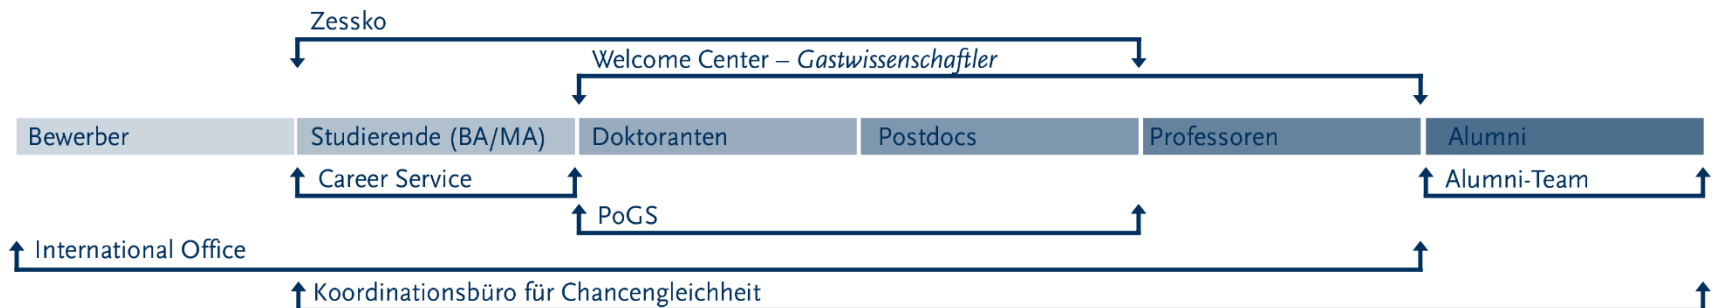 Zessko
Welcome Center – Gastwissenschaftler
Bewerber
Studierende (BA/MA)
Doktoranten
Postdocs
Professoren
Alumni
Career Service
Alumni-Team
PoGS
International Office
Koordinationsbüro für Chancengleichheit